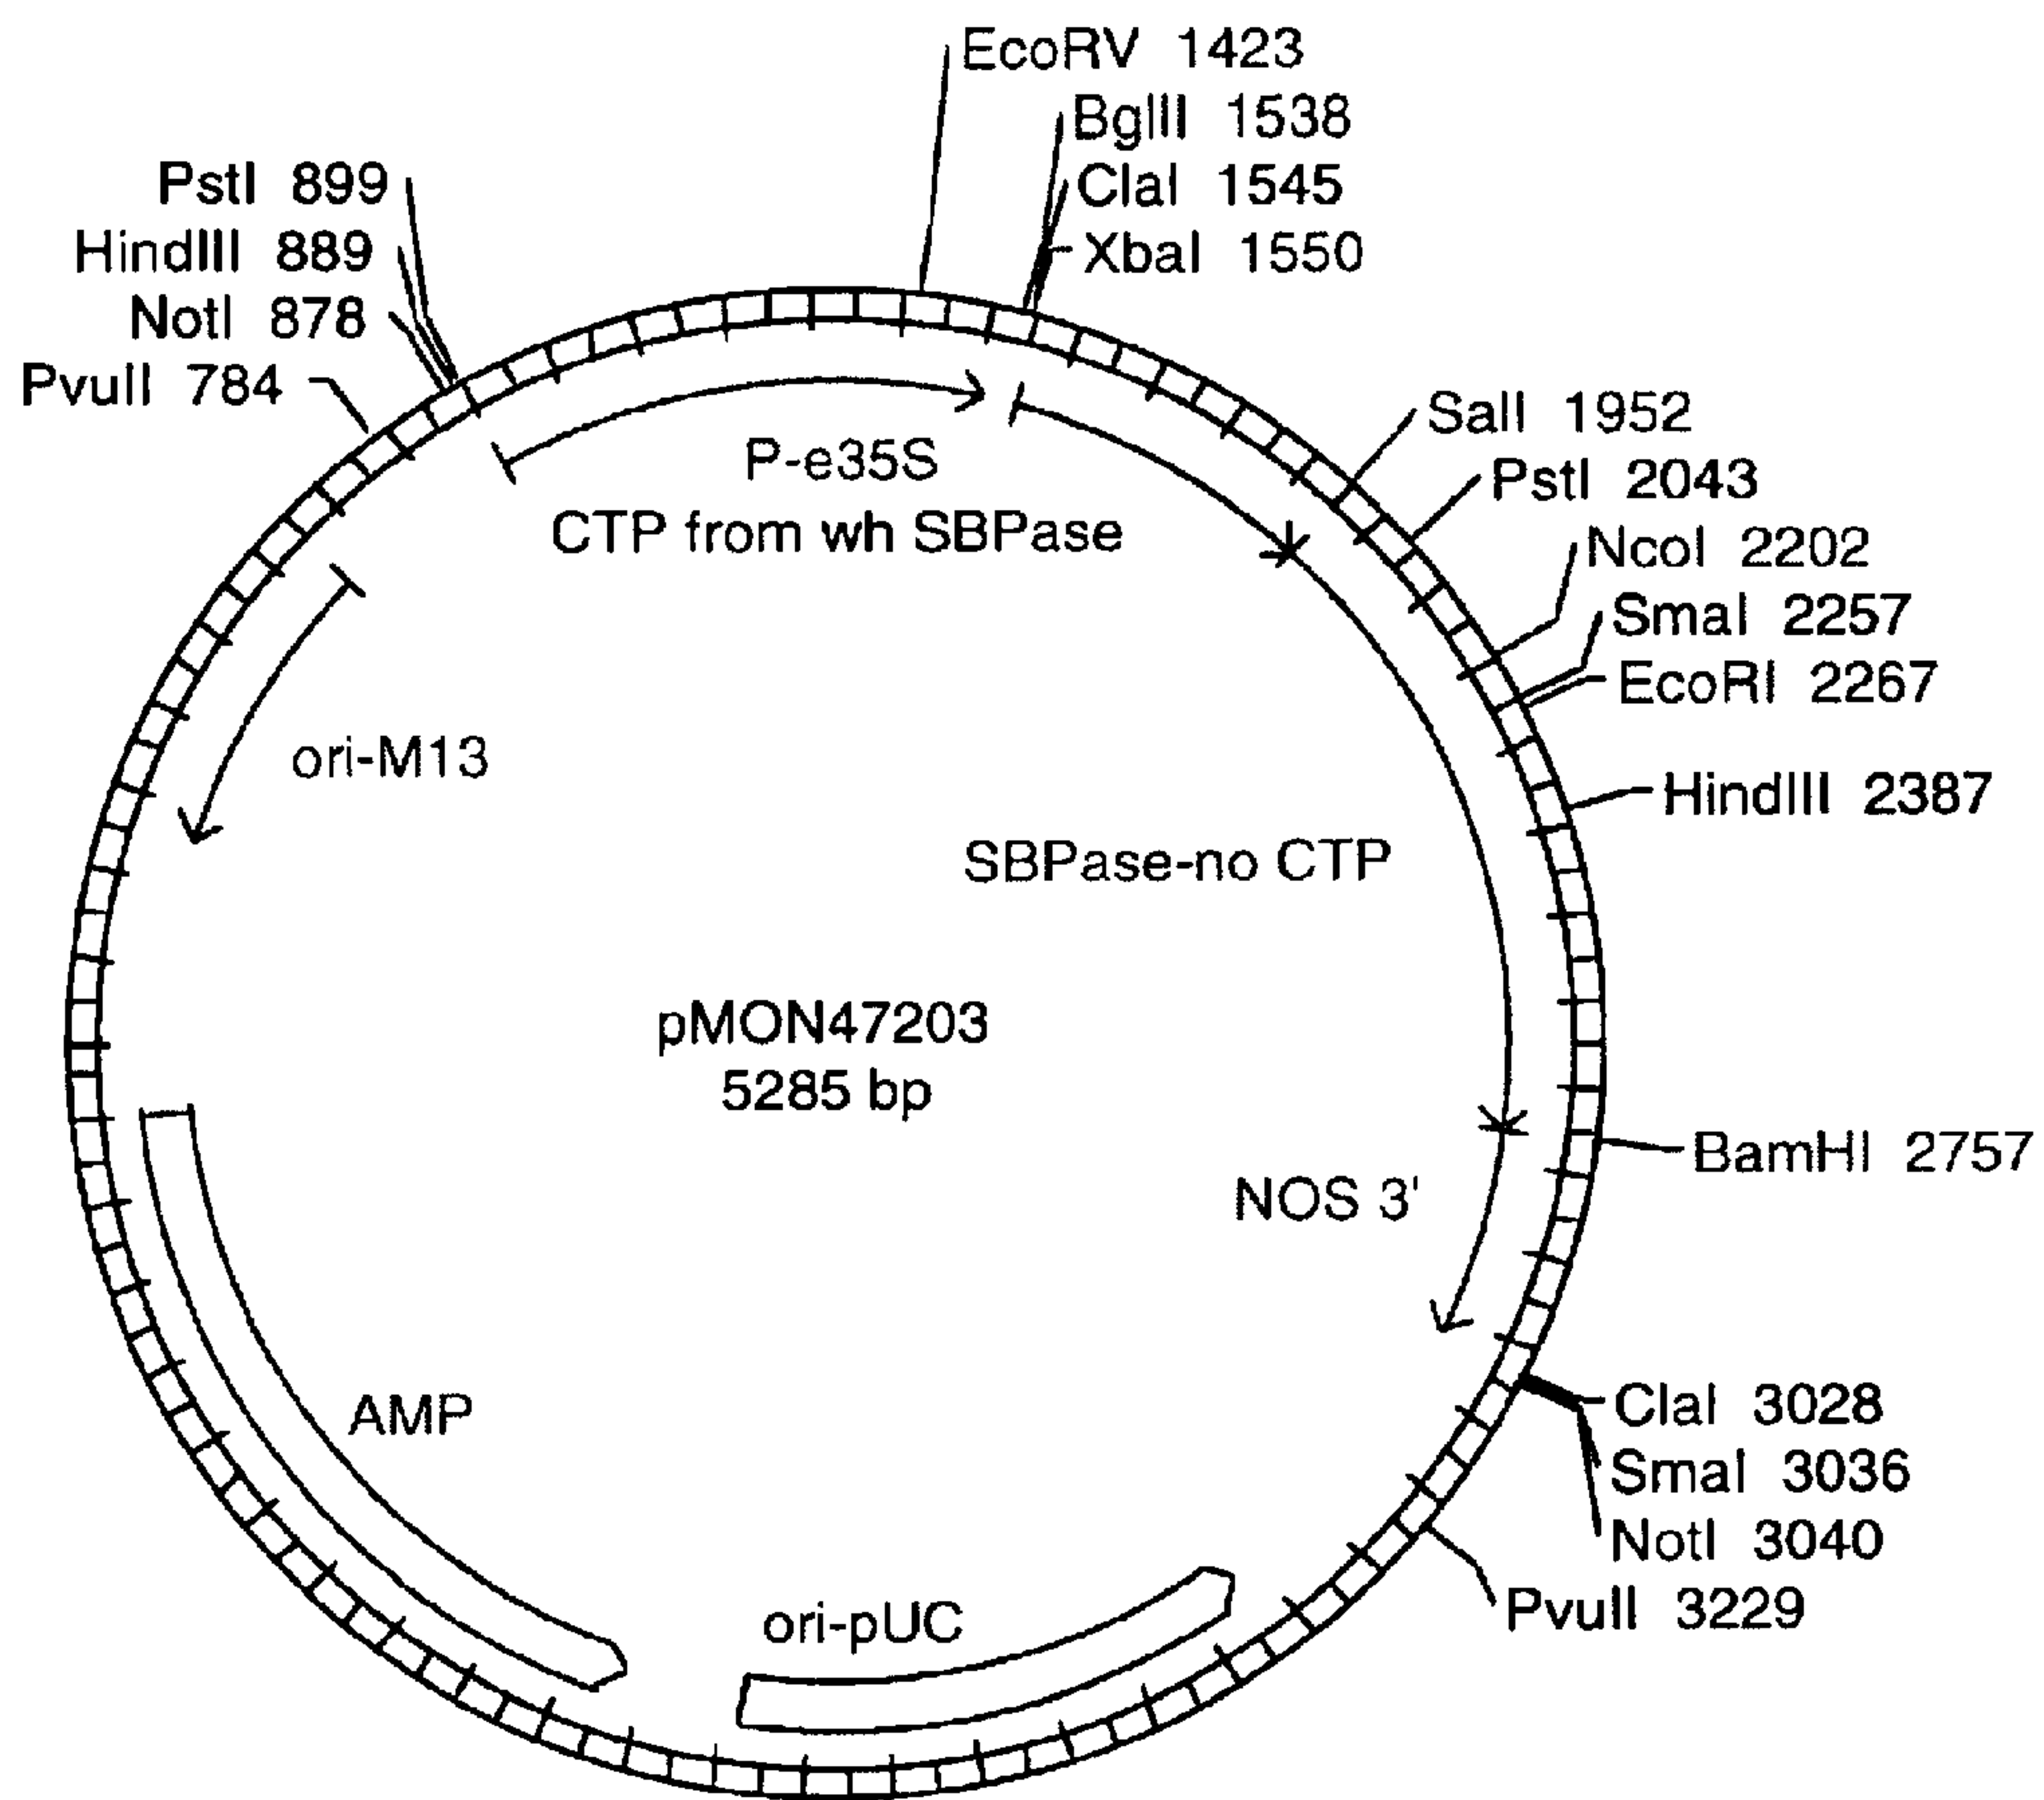 EcoRV 1423
BglII 1538
ClaI 1545
XbaI 1550
PstI 899
HindIII 889
NotI 878
PvuII 784
SalI 1952
PstI 2043
NcoI 2202
SmaI 2257
EcoRI 2267
HindIII 2387
BamHI 2757
ClaI 3028
SmaI 3036
NotI 3040
PvuII 3229
P-e35S
CTP from wh SBPase
ori-M13
SBPase-no CTP
pMON47203
5285 bp
NOS 3'
AMP
ori-pUC